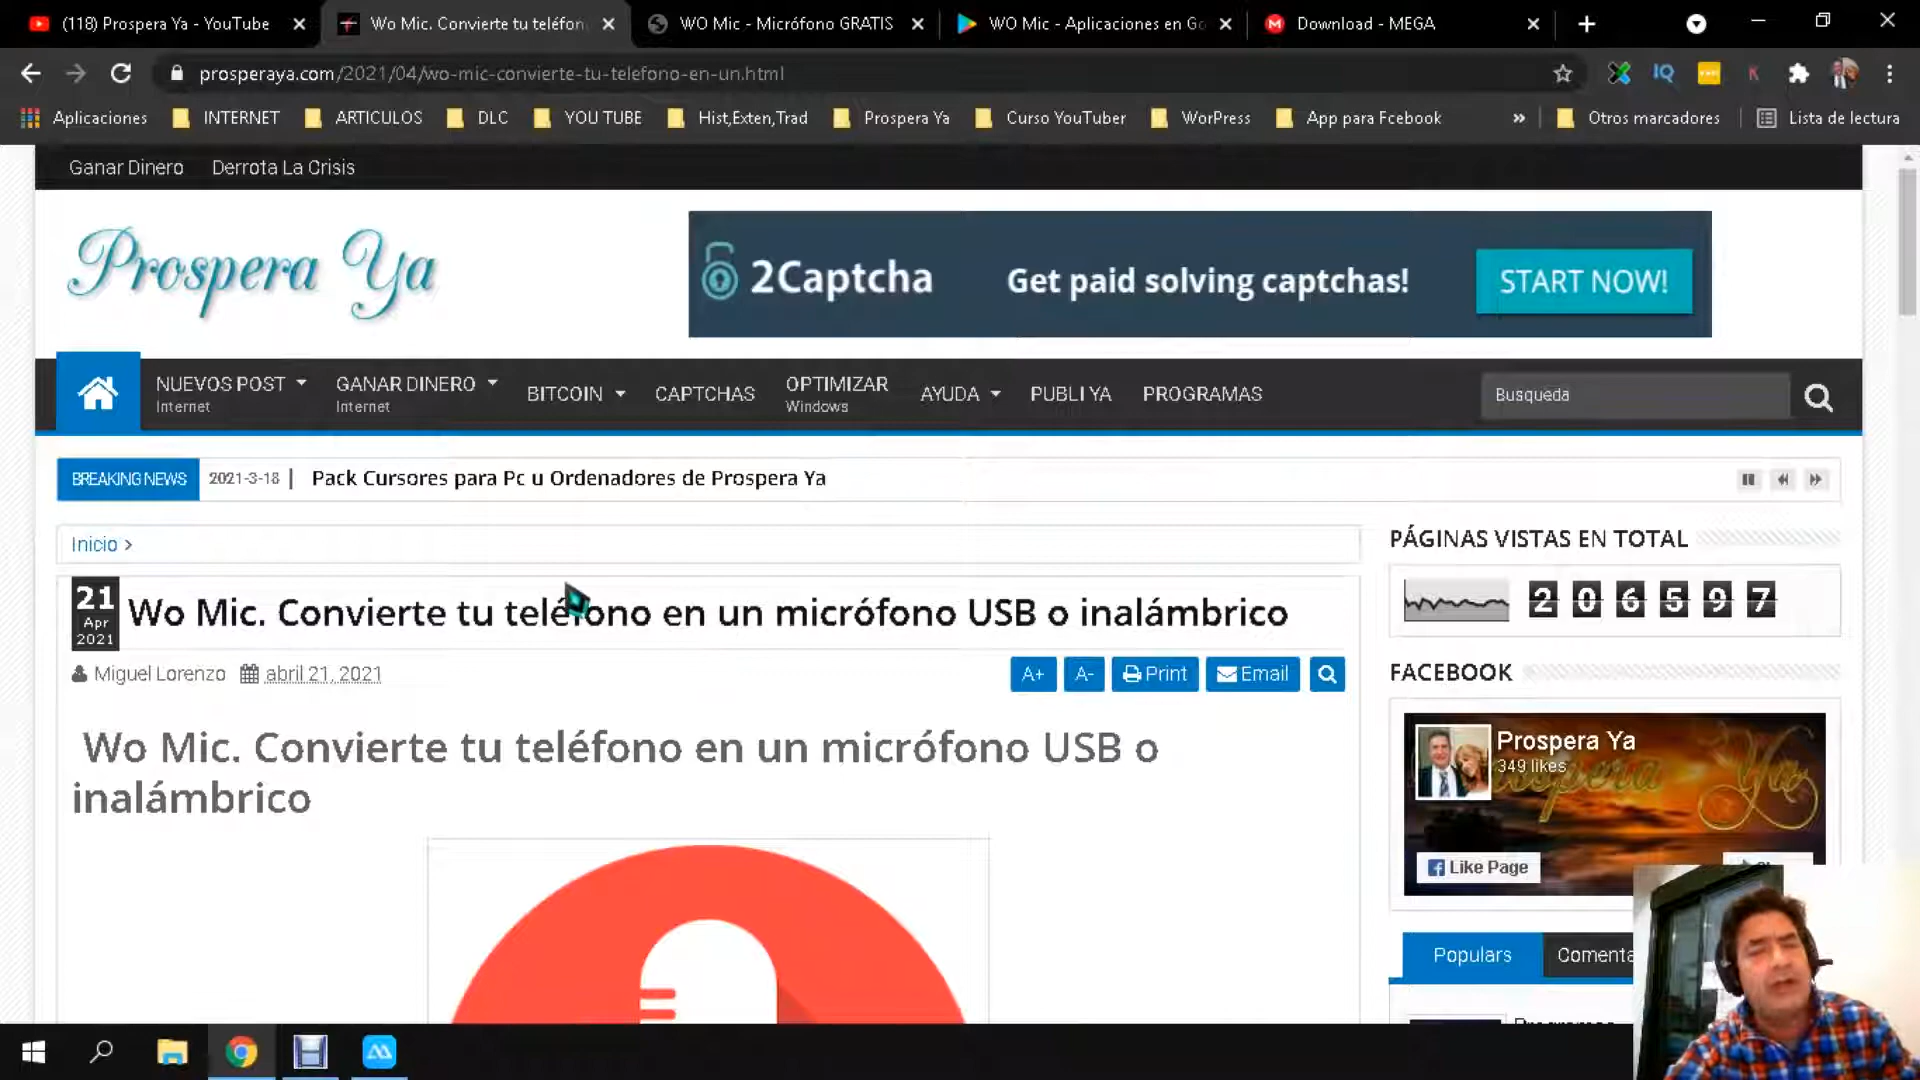 (118) Prospera Ya - YouTube
Wo Mic. Convierte tu teléfon
WO Mic - Micrófono GRATIS
WO Mic - Aplicaciones en Go
Download - MEGA
prosperaya.com/2021/04/wo-mic-convierte-tu-telefono-en-un.html
Aplicaciones
INTERNET
ARTICULOS
DLC
YOU TUBE
Hist,Exten,Trad
Prospera Ya
Curso YouTuber
WorPress
App para Fcebook
»
Otros marcadores
Lista de lectura
Ganar Dinero
Derrota La Crisis
Prospera Ya
2Captcha
Get paid solving captchas!
START NOW!
NUEVOS POST
Internet
GANAR DINERO
Internet
BITCOIN
CAPTCHAS
OPTIMIZAR
Windows
AYUDA
PUBLI YA
PROGRAMAS
Busqueda
BREAKING NEWS
2021-3-18
Pack Cursores para Pc u Ordenadores de Prospera Ya
Inicio >
PÁGINAS VISTAS EN TOTAL
206597
21
Apr
2021
Wo Mic. Convierte tu teléfono en un micrófono USB o inalámbrico
Miguel Lorenzo
abril 21, 2021
A+
A-
Print
Email
FACEBOOK
Prospera Ya
349 likes
Like Page
Wo Mic. Convierte tu teléfono en un micrófono USB o
inalámbrico
Populars
Comenta